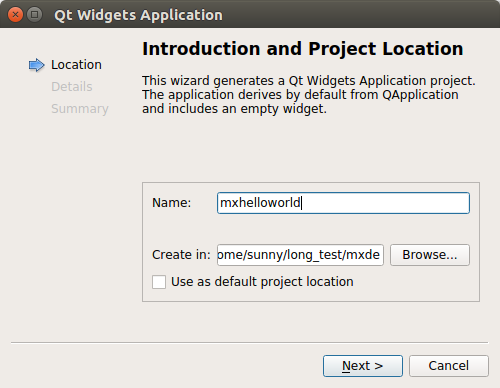 Qt Widgets Application
Location
Details
Summary
Introduction and Project Location
This wizard generates a Qt Widgets Application project.
The application derives by default from QApplication
and includes an empty widget.
Name: mxhelloworld
Create in: ome/sunny/long_test/mxde Browse...
Use as default project location
Next > Cancel